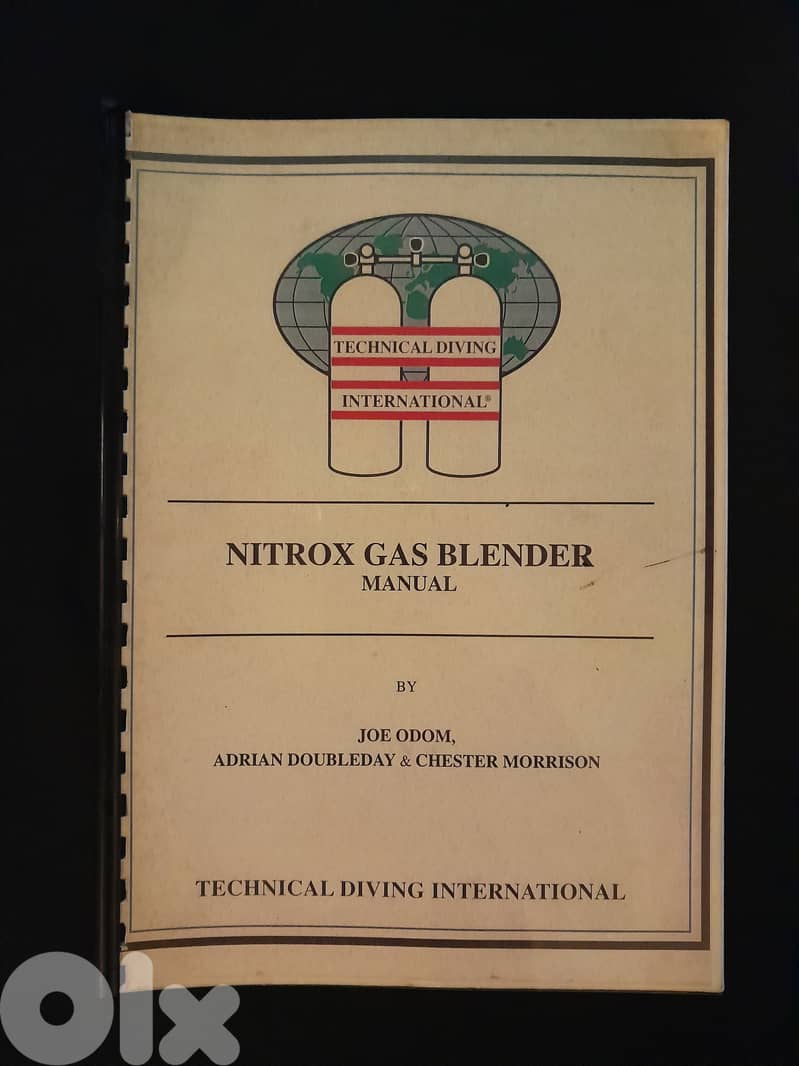 TECHNICAL DIVING
INTERNATIONAL®
NITROX GAS BLENDER
MANUAL
BY
JOE ODOM,
ADRIAN DOUBLEDAY & CHESTER MORRISON
TECHNICAL DIVING INTERNATIONAL
olx